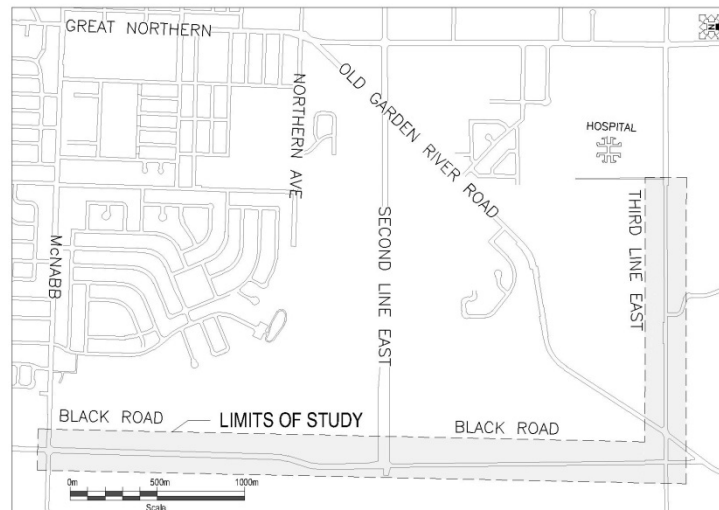 GREAT NORTHERN
N
NORTHERN AVE
OLD GARDEN RIVER ROAD
HOSPITAL
McNABB
SECOND LINE EAST
THIRD LINE EAST
BLACK ROAD
LIMITS OF STUDY
BLACK ROAD
0m 500m 1000m
Scale